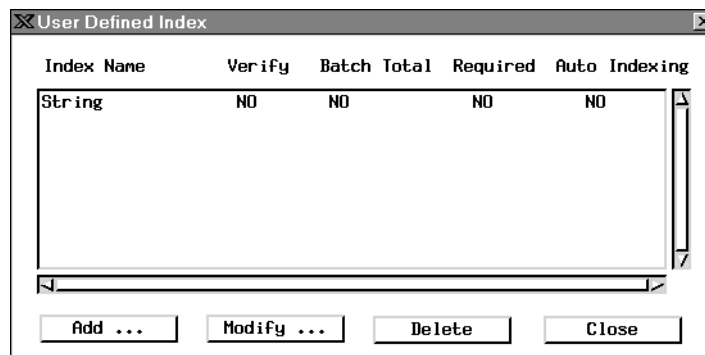 User Defined Index
Index Name Verify Batch Total Required Auto Indexing
String NO NO NO NO
Add ... Modify ... Delete Close